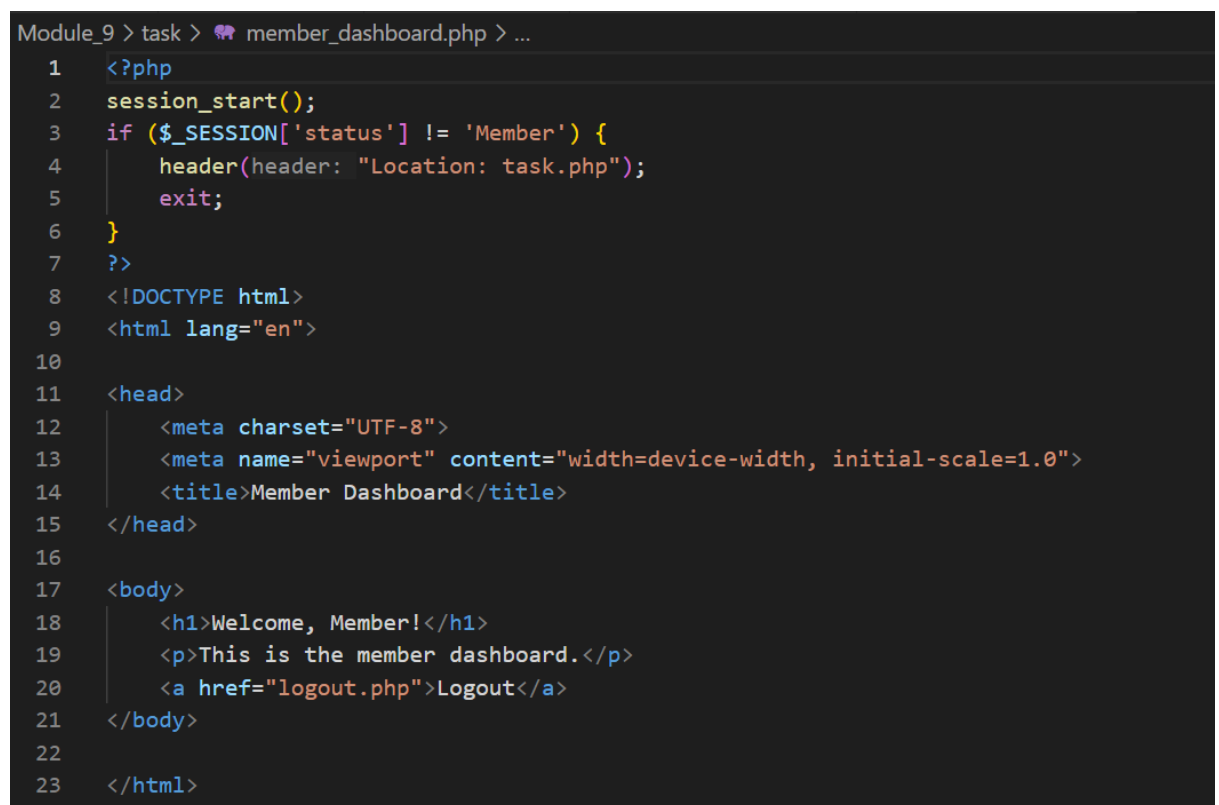 Module_9 > task > member_dashboard.php > ...
1 <?php
2 session_start();
3 if ($_SESSION['status'] != 'Member') {
4     header(header: "Location: task.php");
5     exit;
6 }
7 ?>
8 <!DOCTYPE html>
9 <html lang="en">
10
11 <head>
12     <meta charset="UTF-8">
13     <meta name="viewport" content="width=device-width, initial-scale=1.0">
14     <title>Member Dashboard</title>
15 </head>
16
17 <body>
18     <h1>Welcome, Member!</h1>
19     <p>This is the member dashboard.</p>
20     <a href="logout.php">Logout</a>
21 </body>
22
23 </html>